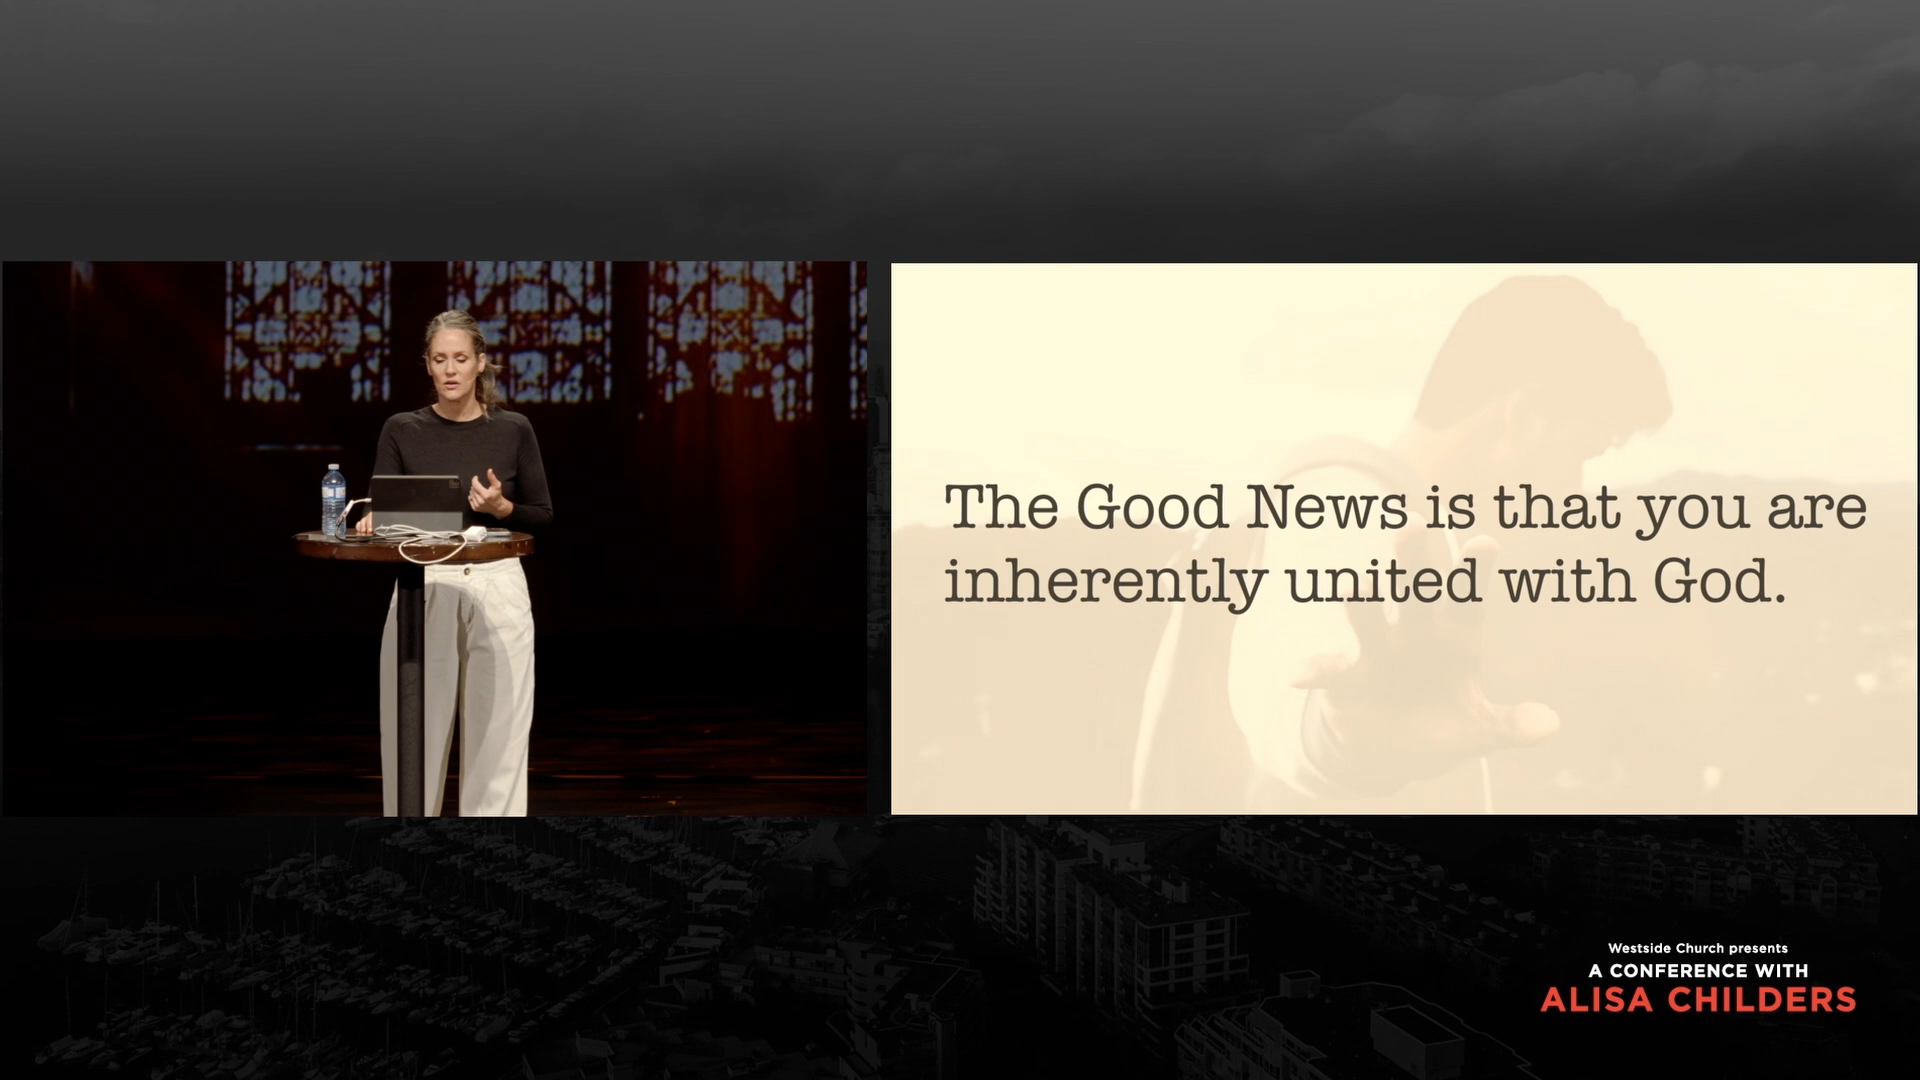 The Good News is that you are
inherently united with God.
Westside Church presents
A CONFERENCE WITH
ALISA CHILDERS